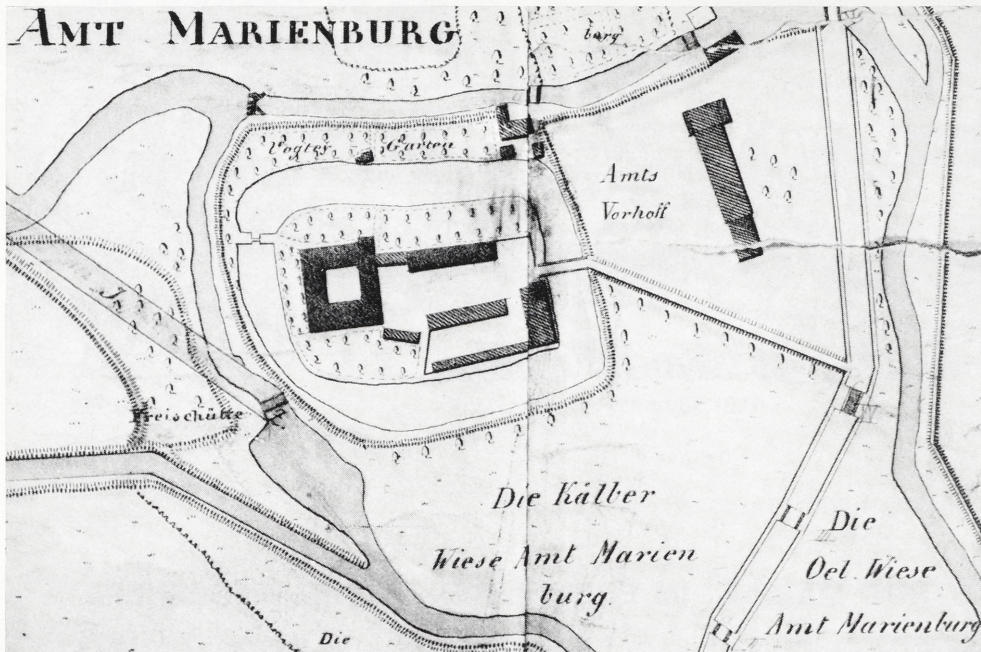 AMT MARIENBURG
burg
Vogtey Garten
Amts
Vorhoff
Freischütte
Die Kälber
Wiese Amt Marien
burg
Die
Oel. Wiese
Amt Marienburg
Die